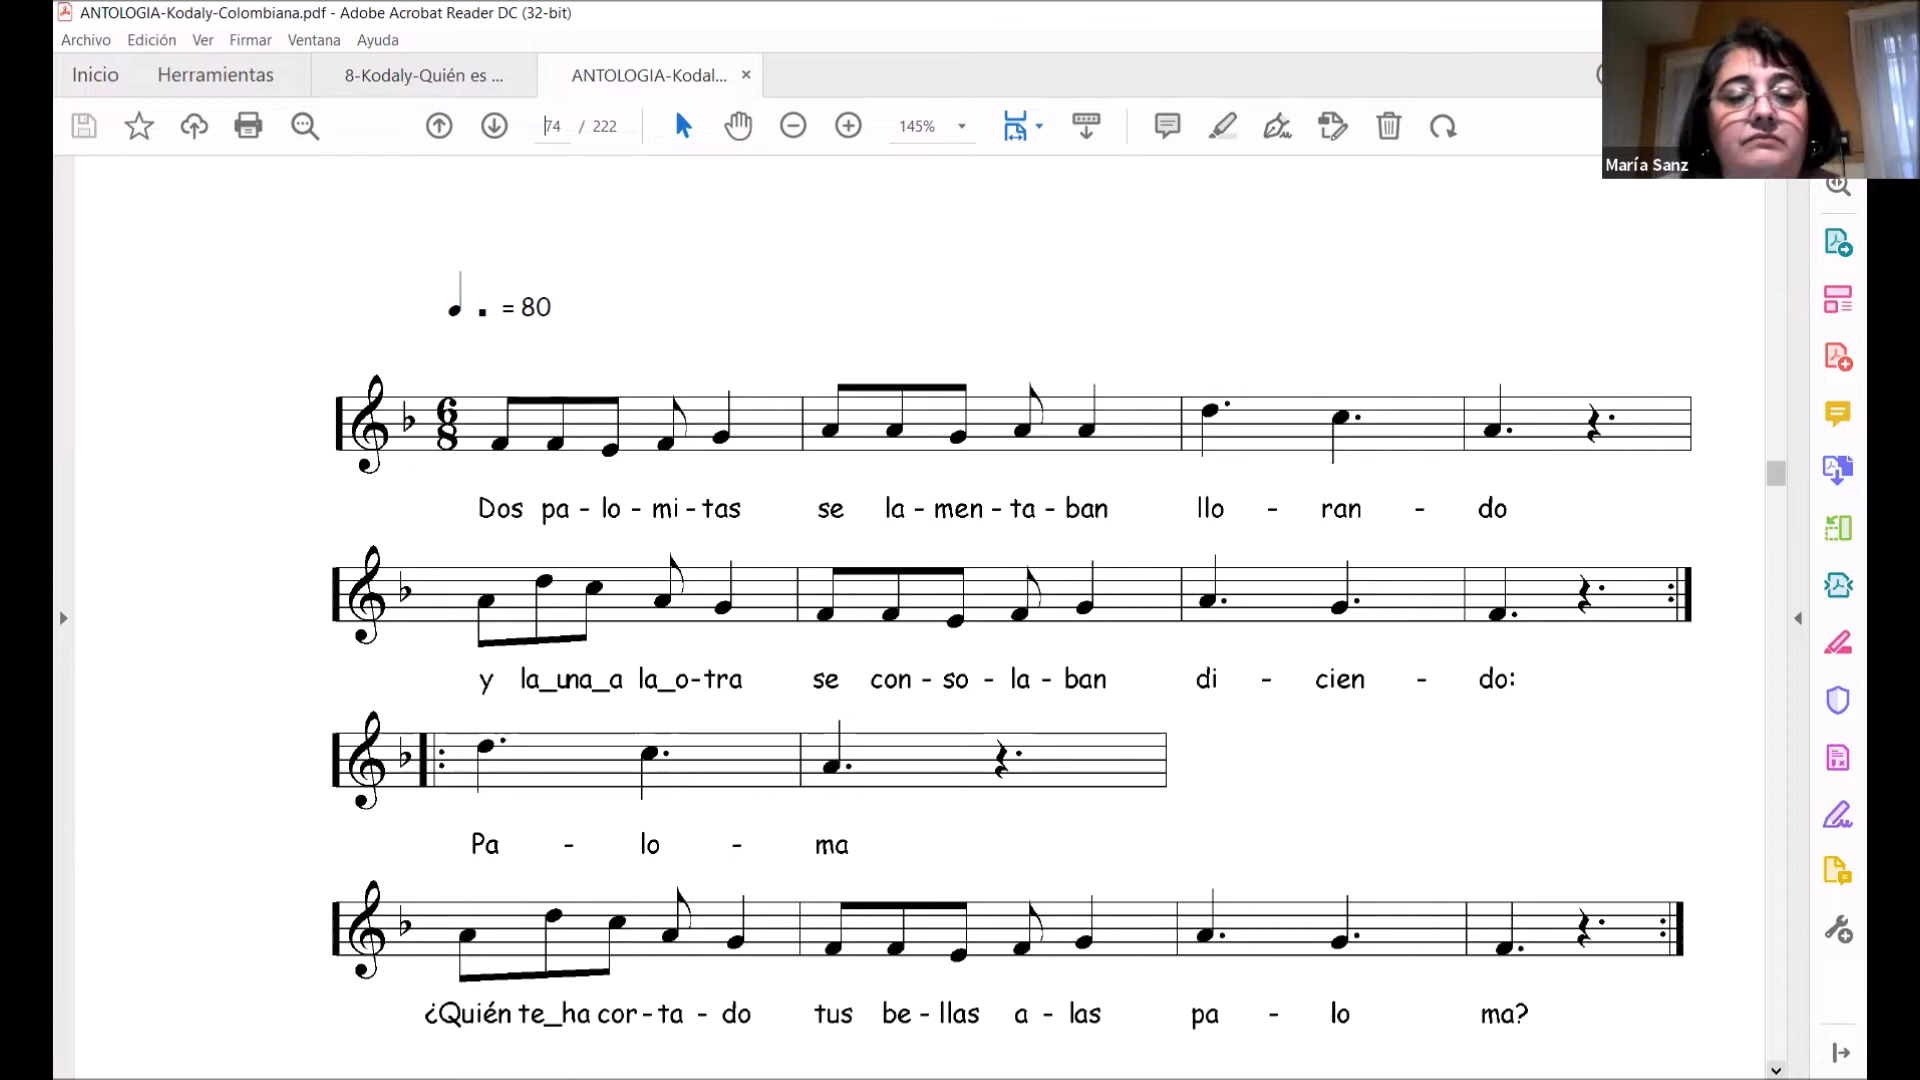 ANTOLOGIA-Kodaly-Colombiana.pdf - Adobe Acrobat Reader DC (32-bit)
Archivo Edición Ver Firmar Ventana Ayuda
Inicio Herramientas 8-Kodaly-Quién es ... ANTOLOGIA-Kodal... ×
74 / 222 145%
María Sanz
= 80
6
8
Dos pa - lo - mi - tas se la - men - ta - ban llo - ran - do
y la_una_a la_o-tra se con - so - la - ban di - cien - do:
Pa - lo - ma
¿Quién te_ha cor - ta - do tus be - llas a - las pa - lo ma?